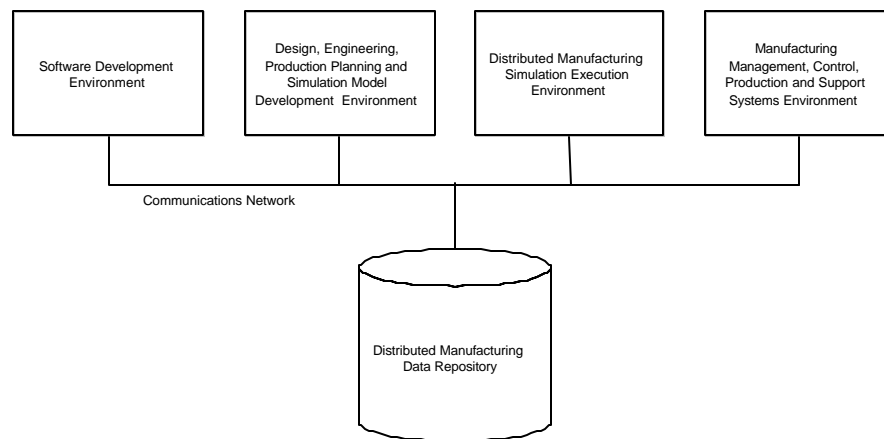 Software Development
Environment
Design, Engineering,
Production Planning and
Simulation Model
Development Environment
Distributed Manufacturing
Simulation Execution
Environment
Manufacturing
Management, Control,
Production and Support
Systems Environment
Communications Network
Distributed Manufacturing
Data Repository